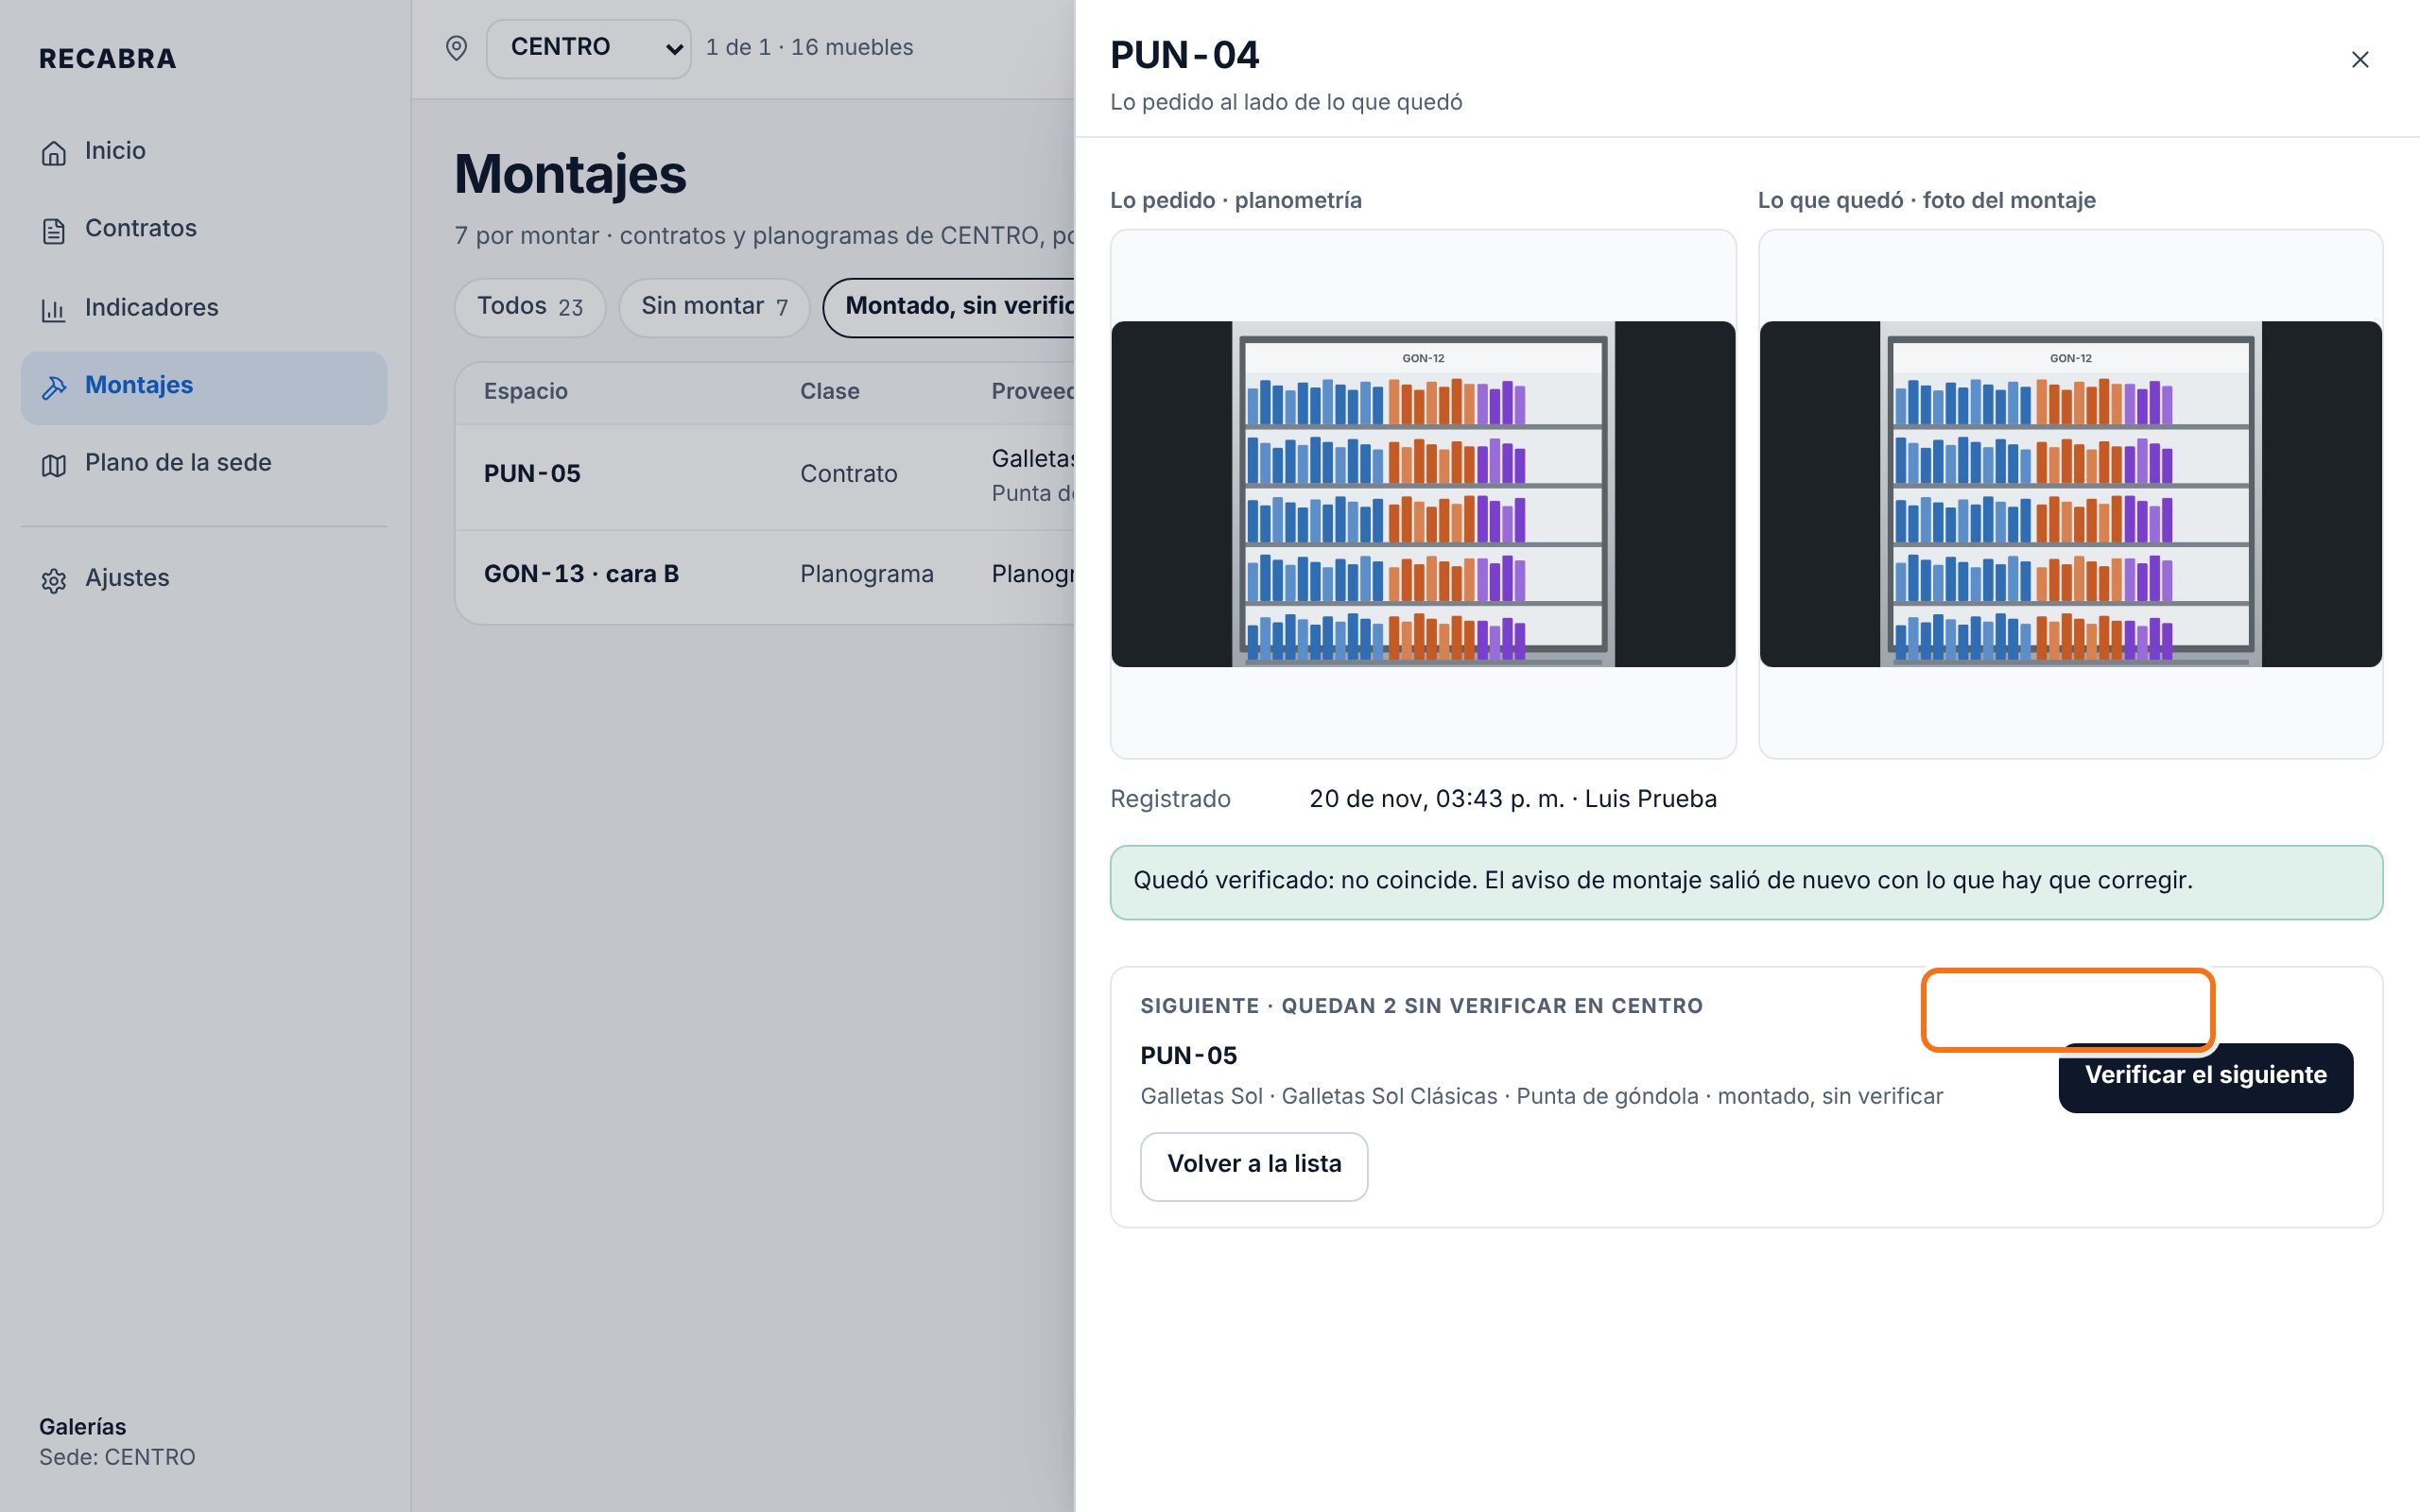 RECABRA
Inicio
Contratos
Indicadores
Montajes
Plano de la sede
Ajustes
Galerías
Sede: CENTRO
CENTRO
1 de 1 · 16 muebles
Montajes
7 por montar · contratos y planogramas de CENTRO, po
Todos 23
Sin montar 7
Montado, sin verific
Espacio Clase Proveed
PUN-05 Contrato Galletas
Punta d
GON-13 · cara B Planograma Planogr
PUN-04
Lo pedido al lado de lo que quedó
Lo pedido · planometría
GON-12
Lo que quedó · foto del montaje
GON-12
Registrado 20 de nov, 03:43 p. m. · Luis Prueba
Quedó verificado: no coincide. El aviso de montaje salió de nuevo con lo que hay que corregir.
SIGUIENTE · QUEDAN 2 SIN VERIFICAR EN CENTRO
PUN-05
Galletas Sol · Galletas Sol Clásicas · Punta de góndola · montado, sin verificar
Verificar el siguiente
Volver a la lista